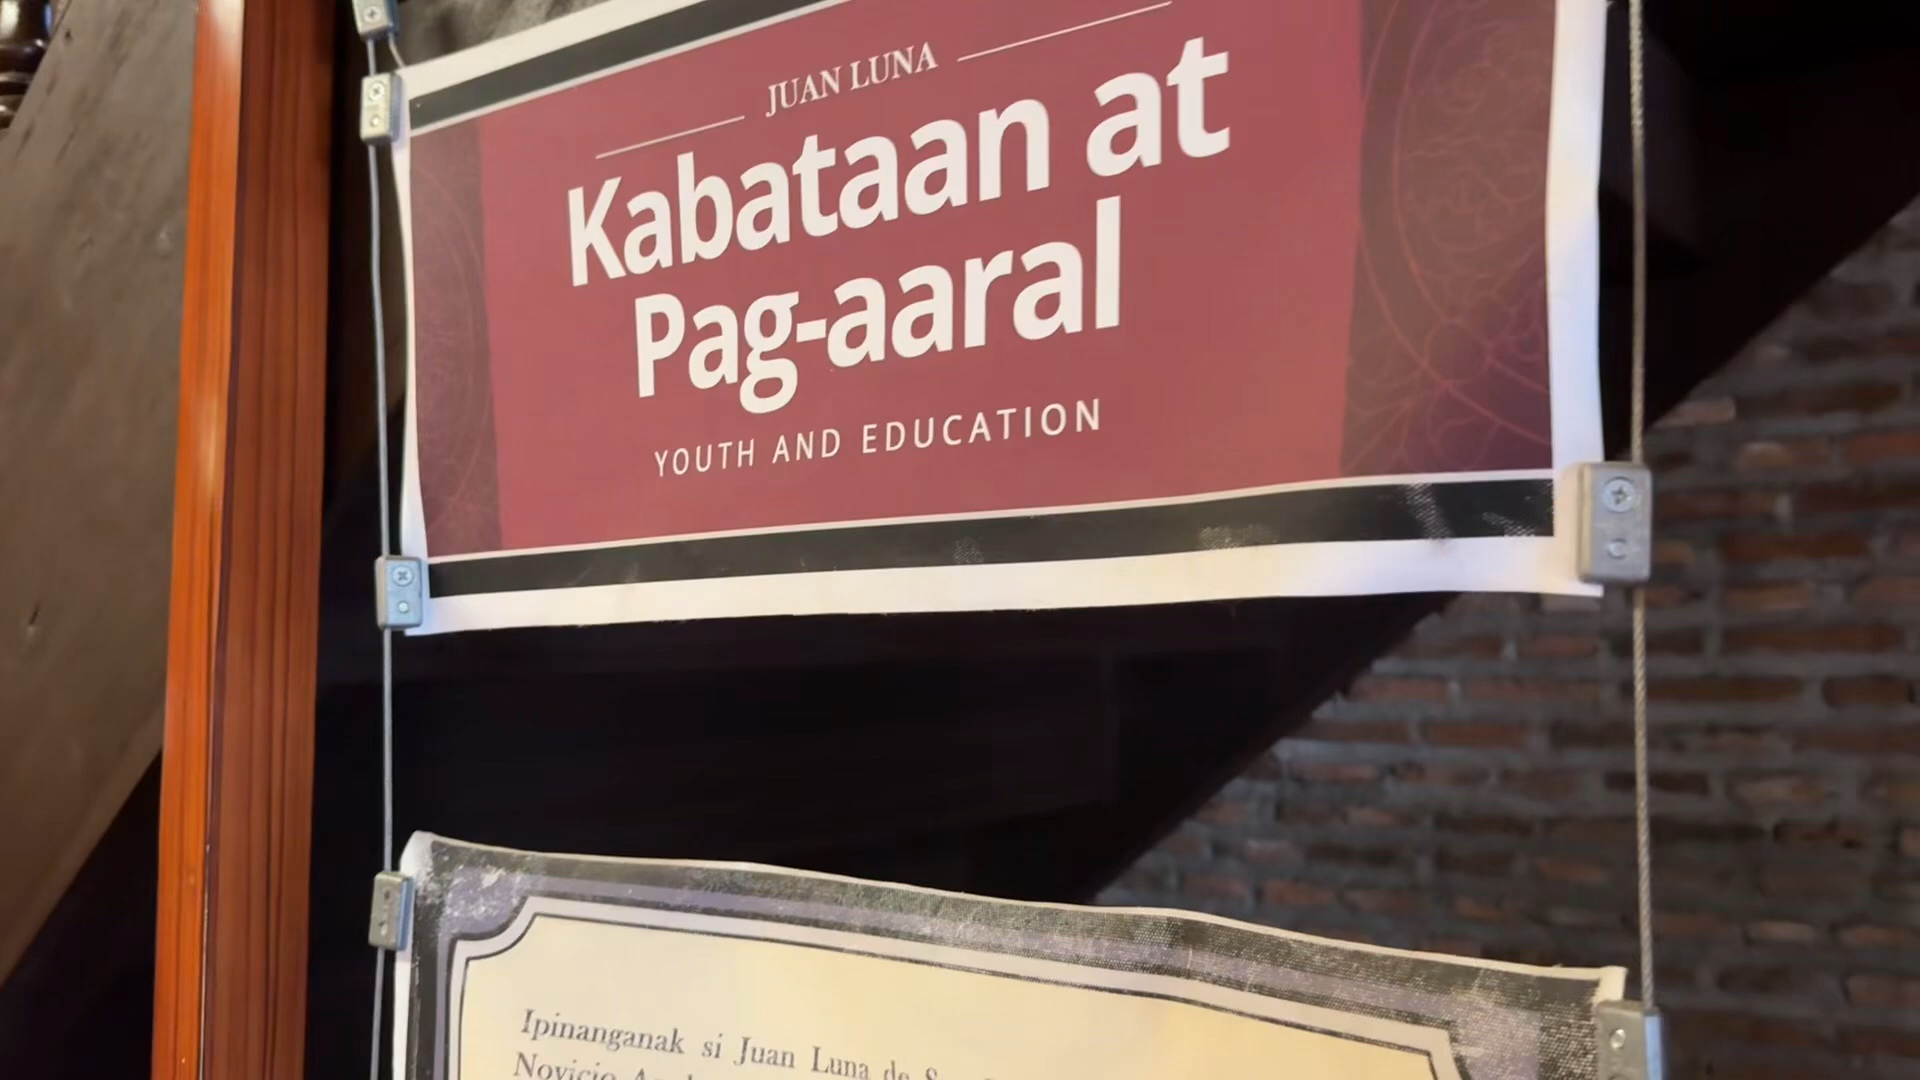 JUAN LUNA
Kabataan at
Pag-aaral
YOUTH AND EDUCATION
Ipinanganak si Juan Luna de
Novicio